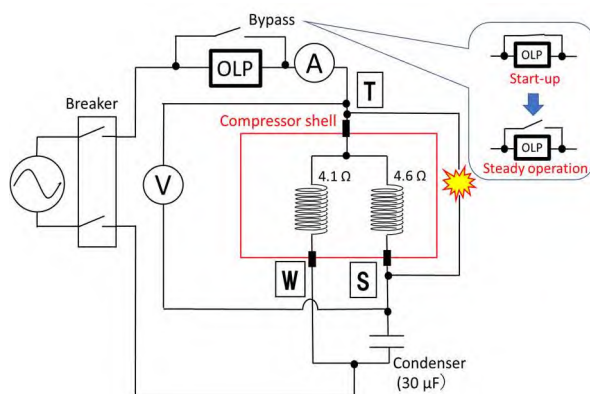 Bypass
OLP
A
T
Breaker
Compressor shell
V
4.1 Ω
4.6 Ω
W
S
Condenser
(30 μF)
OLP
Start-up
OLP
Steady operation